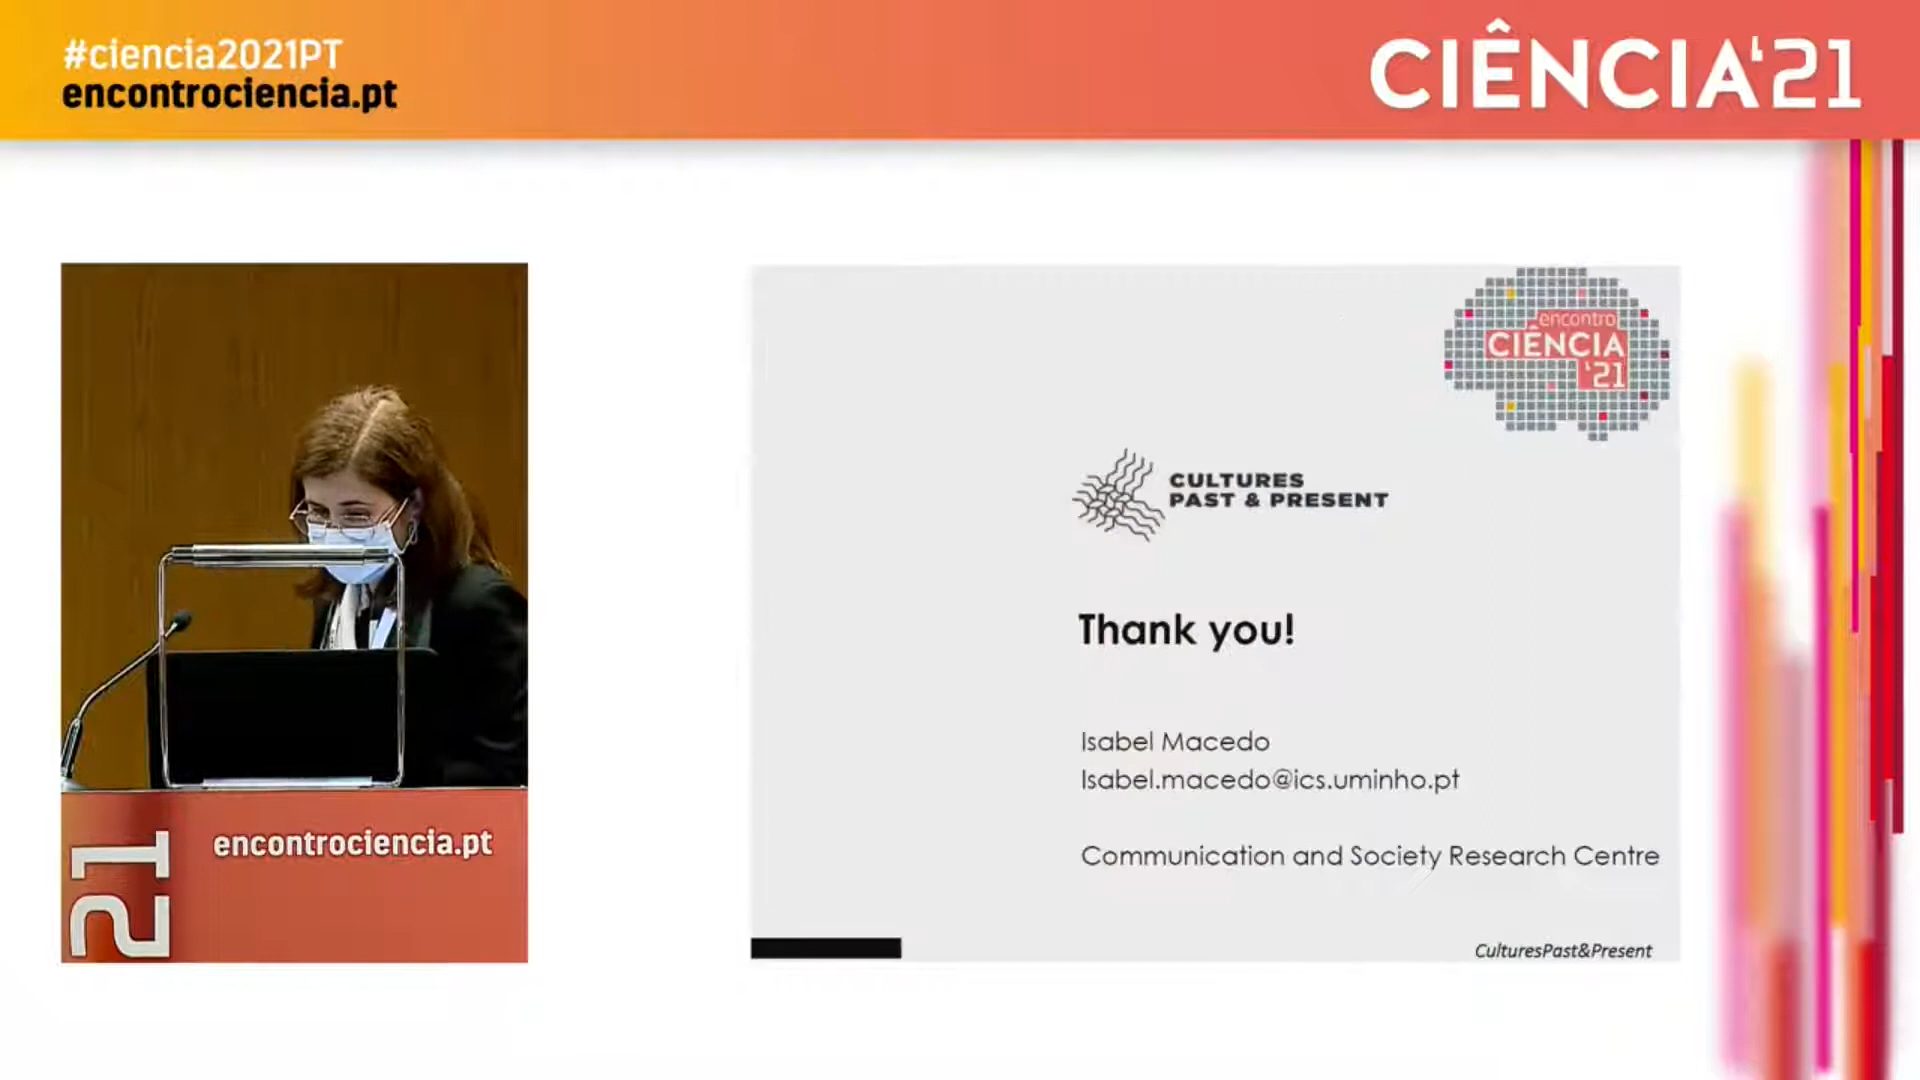 #ciencia2021PT
encontrociencia.pt
CIÊNCIA'21
encontro
CIÊNCIA
'21
CULTURES
PAST & PRESENT
Thank you!
Isabel Macedo
Isabel.macedo@ics.uminho.pt
Communication and Society Research Centre
CulturesPast&Present
21
encontrociencia.pt